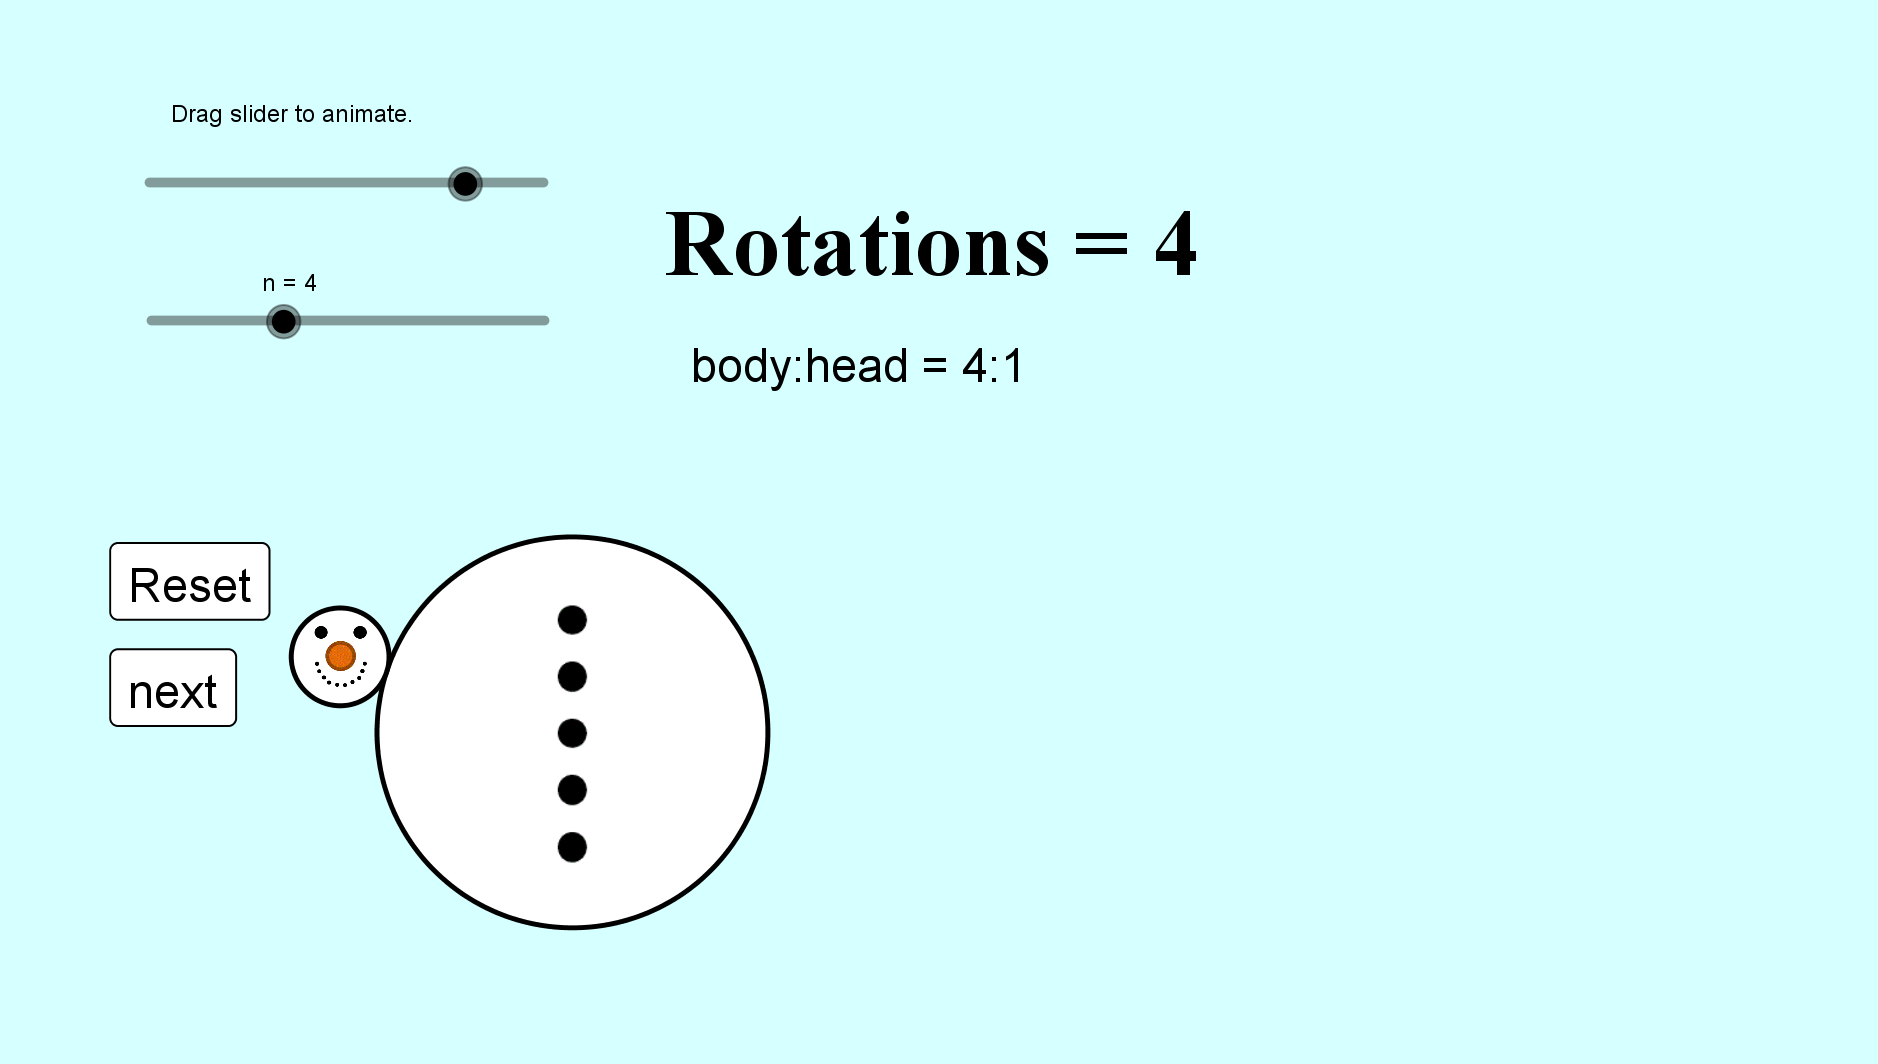 Drag slider to animate.
Rotations = 4
n = 4
body:head = 4:1
Reset
next